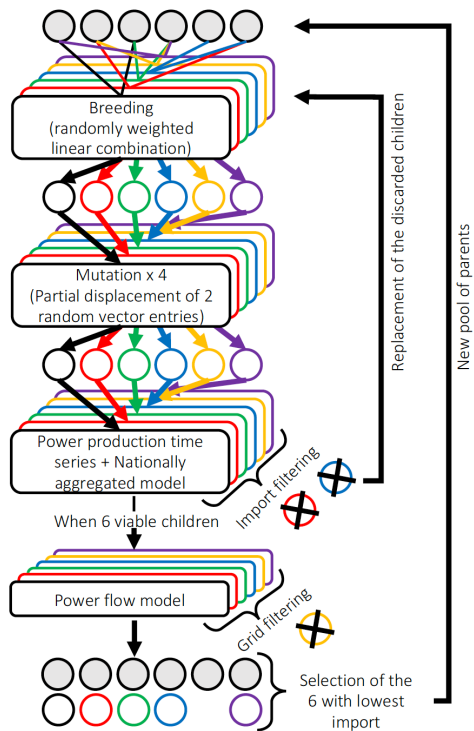 Breeding
(randomly weighted
linear combination)
Mutation x 4
(Partial displacement of 2
random vector entries)
Power production time
series + Nationally
aggregated model
Import filtering
Replacement of the discarded children
New pool of parents
When 6 viable children
Power flow model
Grid filtering
Selection of the
6 with lowest
import